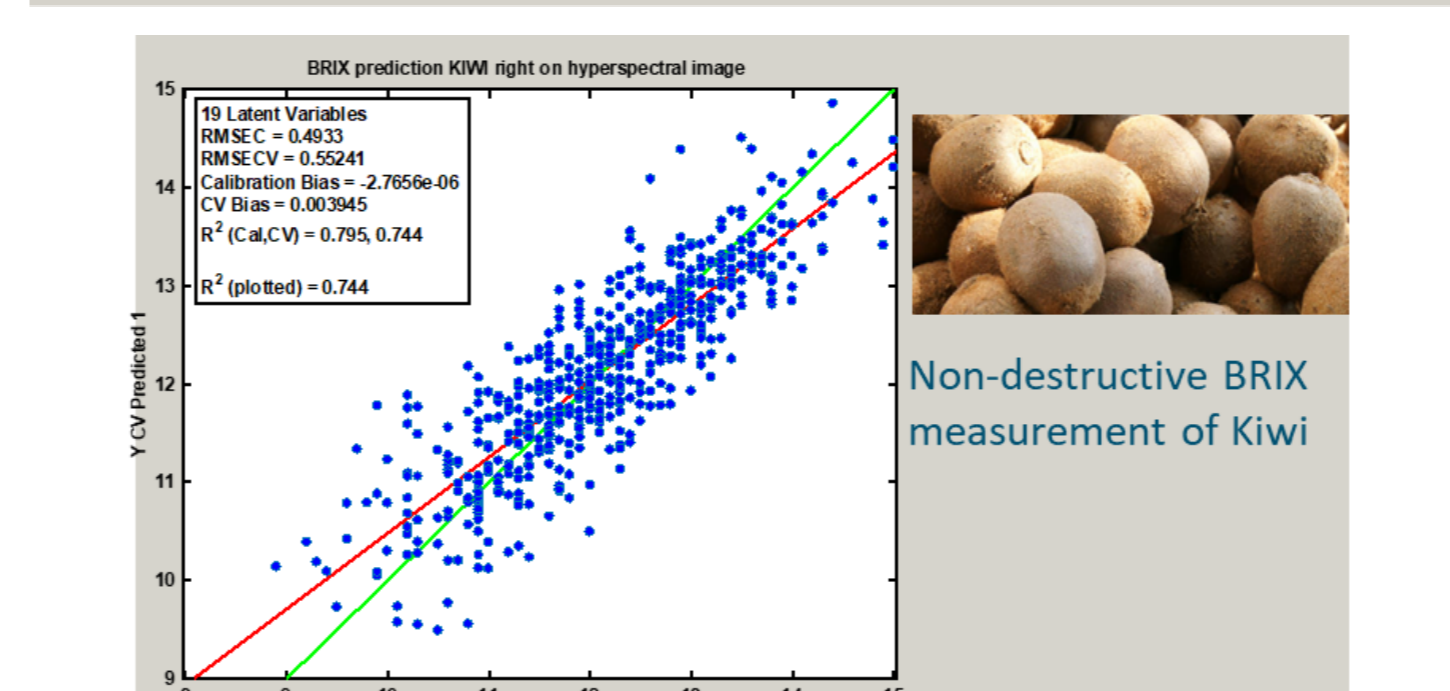 BRIX prediction KIWI right on hyperspectral image
15
19 Latent Variables
RMSEC = 0.4933
RMSECV = 0.55241
Calibration Bias = -2.7656e-06
CV Bias = 0.003945
R² (Cal,CV) = 0.795, 0.744
R² (plotted) = 0.744
14
13
12
11
10
9
Y CV Predicted 1
Non-destructive BRIX
measurement of Kiwi